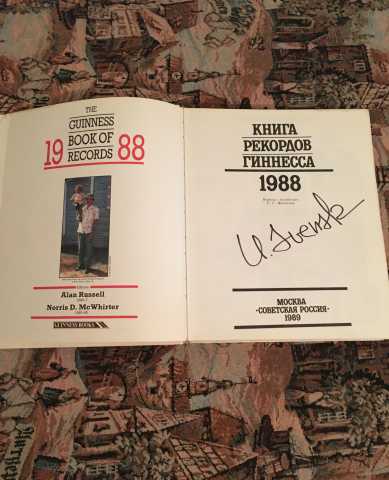 THE
GUINNESS
19 BOOK OF 88
RECORDS
Editors
Alan Russell
Norris D. McWhirter
GUINNESS BOOKS
КНИГА
РЕКОРДОВ
ГИННЕССА
1988
МОСКВА
«СОВЕТСКАЯ РОССИЯ»
1989